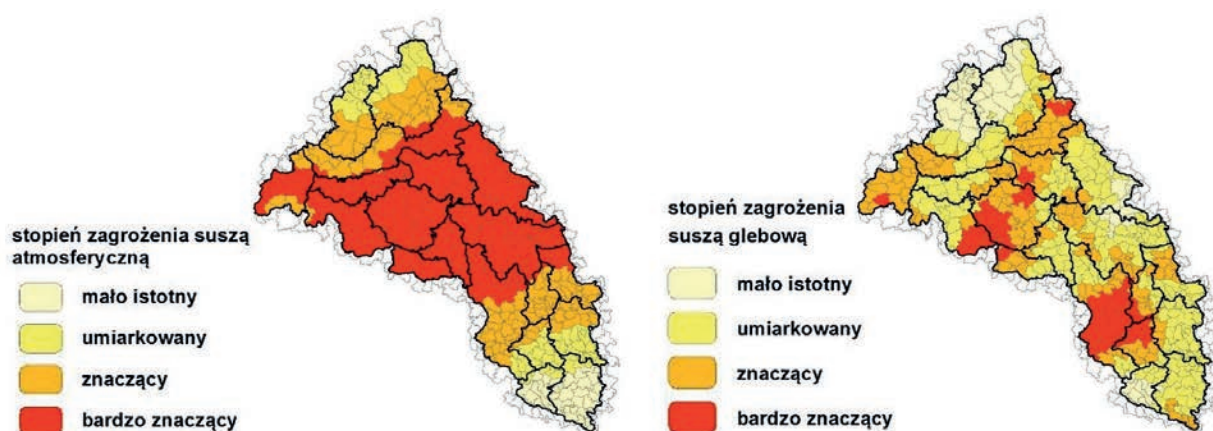 stopień zagrożenia suszą
atmosferyczną
mało istotny
umiarkowany
znaczący
bardzo znaczący
stopień zagrożenia
suszą glebową
mało istotny
umiarkowany
znaczący
bardzo znaczący